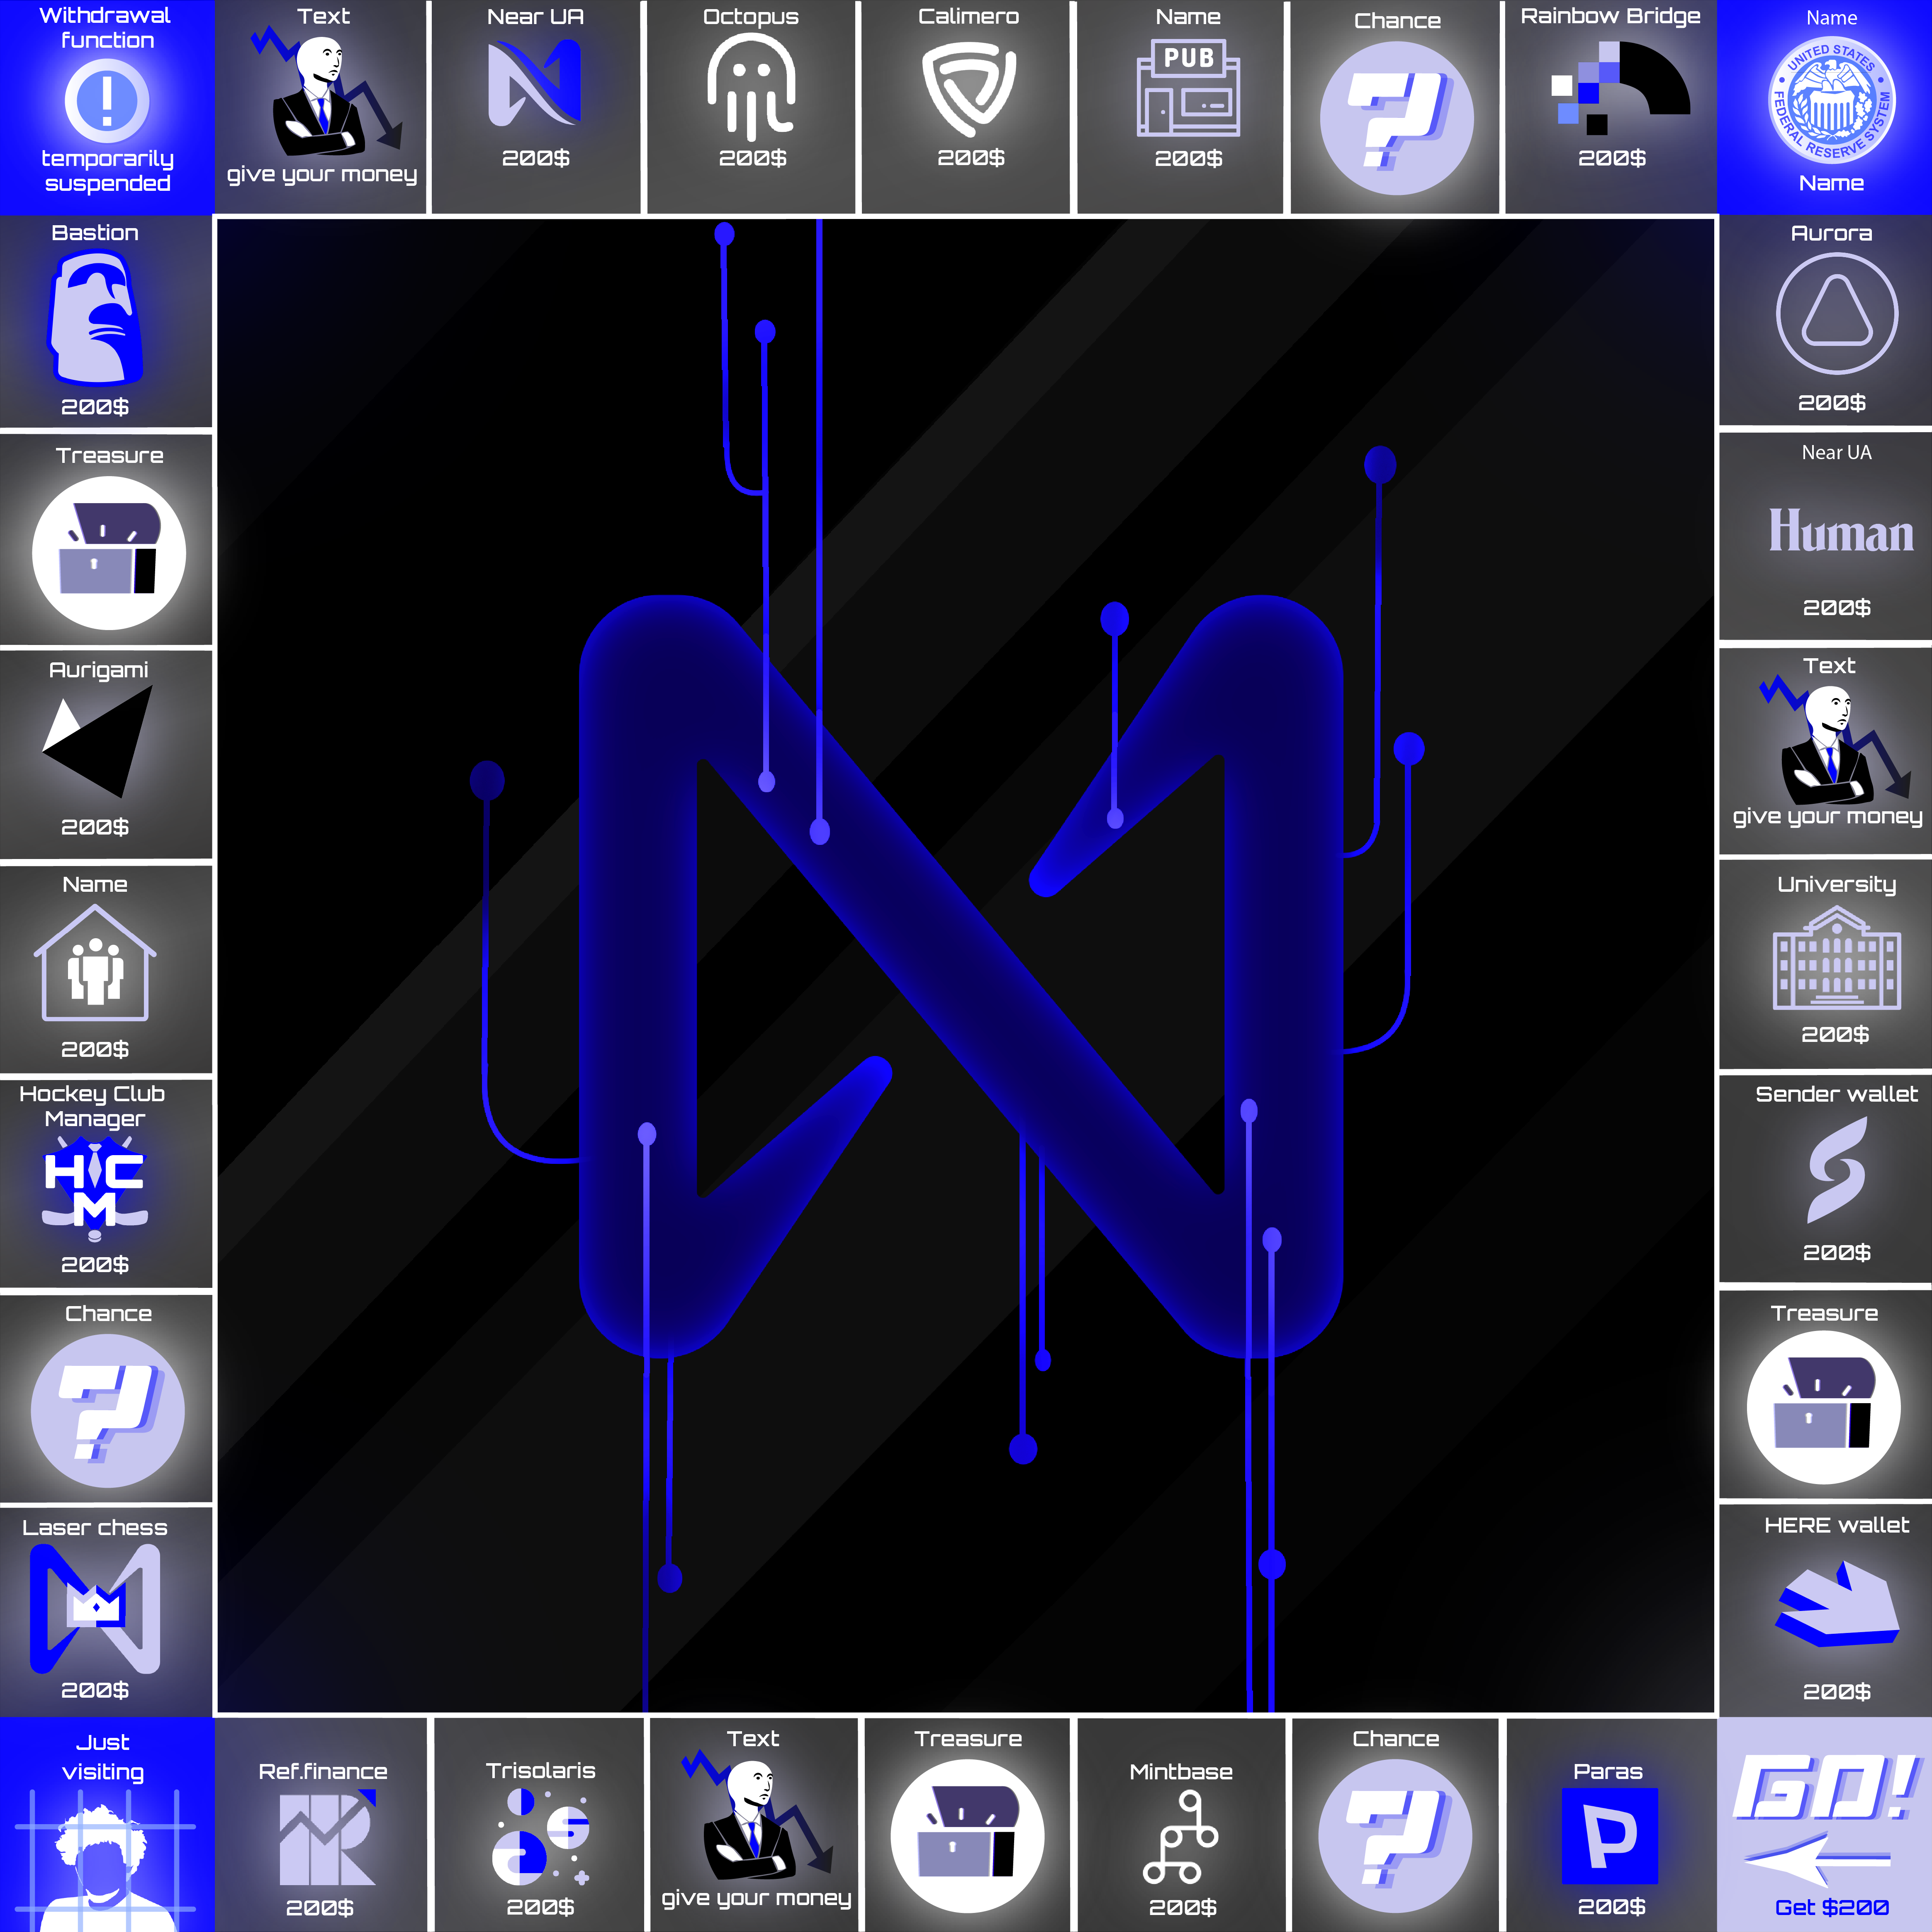 Withdrawal
function
!
temporarily
suspended
Text
give your money
Near UA
200$
Octopus
200$
Calimero
200$
Name
PUB
200$
Chance
?
Rainbow Bridge
200$
Name
UNITED STATES
FEDERAL RESERVE SYSTEM
Name
Bastion
200$
Aurora
200$
Treasure
Near UA
Human
200$
Aurigami
200$
Text
give your money
Name
200$
University
200$
Hockey Club
Manager
HC
M
200$
Sender wallet
200$
Chance
?
Treasure
Laser chess
200$
HERE wallet
200$
Just
visiting
Ref.finance
200$
Trisolaris
200$
Text
give your money
Treasure
Mintbase
200$
Chance
?
Paras
P
200$
GO!
Get $200